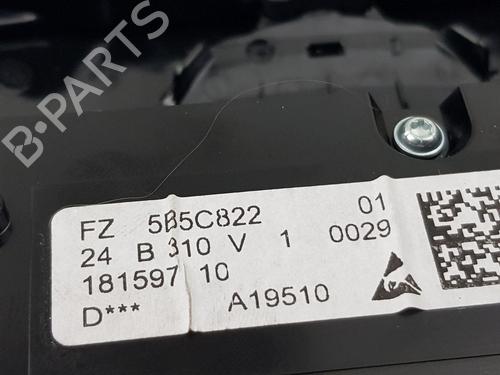 B-PARTS
FZ 5B5C822 01
24 B 310 V 1 0029
181597 10
D*** A19510